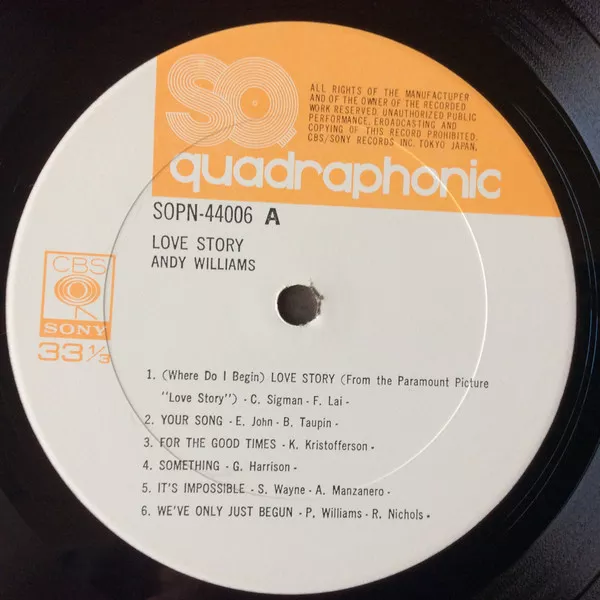 SQ
ALL RIGHTS OF THE MANUFACTUPER
AND OF THE OWNER OF THE RECORDED
WORK RESERVED. UNAUTHORIZED PUBLIC
PERFORMANCE, BROADCASTING AND
COPYING OF THIS RECORD PROHIBITED.
CBS/SONY RECORDS INC. TOKYO JAPAN.
quadraphonic
SOPN-44006 A
LOVE STORY
ANDY WILLIAMS
CBS
SONY
33 1/3
1. (Where Do I Begin) LOVE STORY (From the Paramount Picture
"Love Story") - C. Sigman - F. Lai -
2. YOUR SONG - E. John - B. Taupin -
3. FOR THE GOOD TIMES - K. Kristofferson -
4. SOMETHING - G. Harrison -
5. IT'S IMPOSSIBLE - S. Wayne - A. Manzanero -
6. WE'VE ONLY JUST BEGUN - P. Williams - R. Nichols -